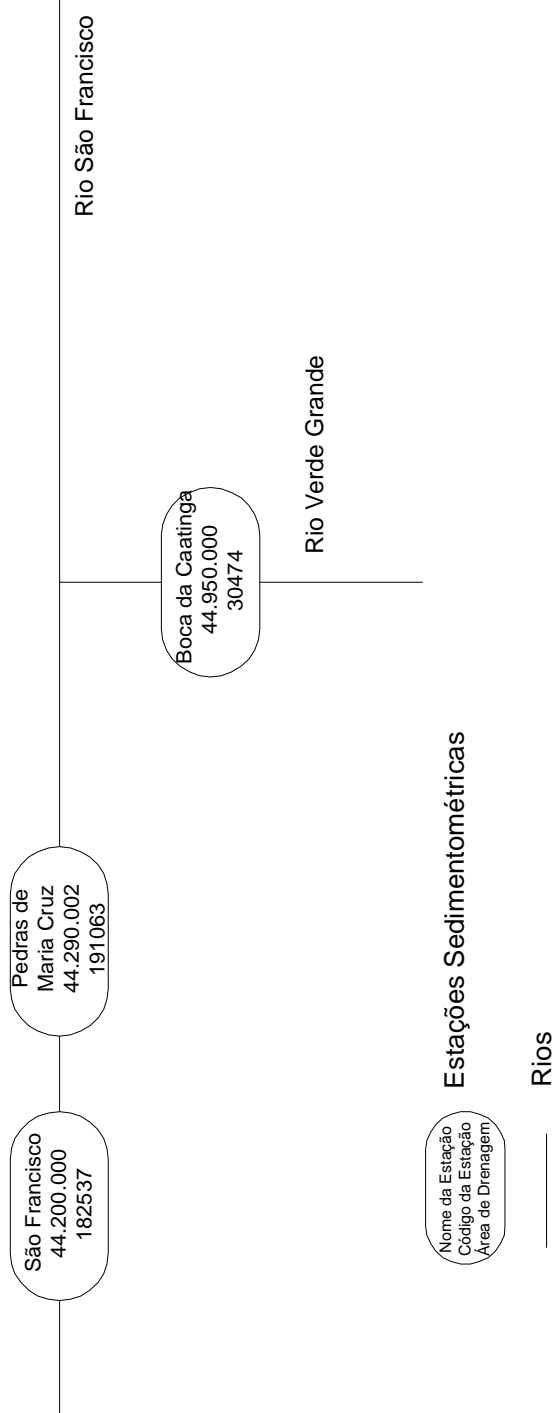 São Francisco
44.200.000
182537
Pedras de
Maria Cruz
44.290.002
191063
Rio São Francisco
Boca da Caatinga
44.950.000
30474
Rio Verde Grande
Nome da Estação
Código da Estação
Área de Drenagem
Estações Sedimentométricas
Rios